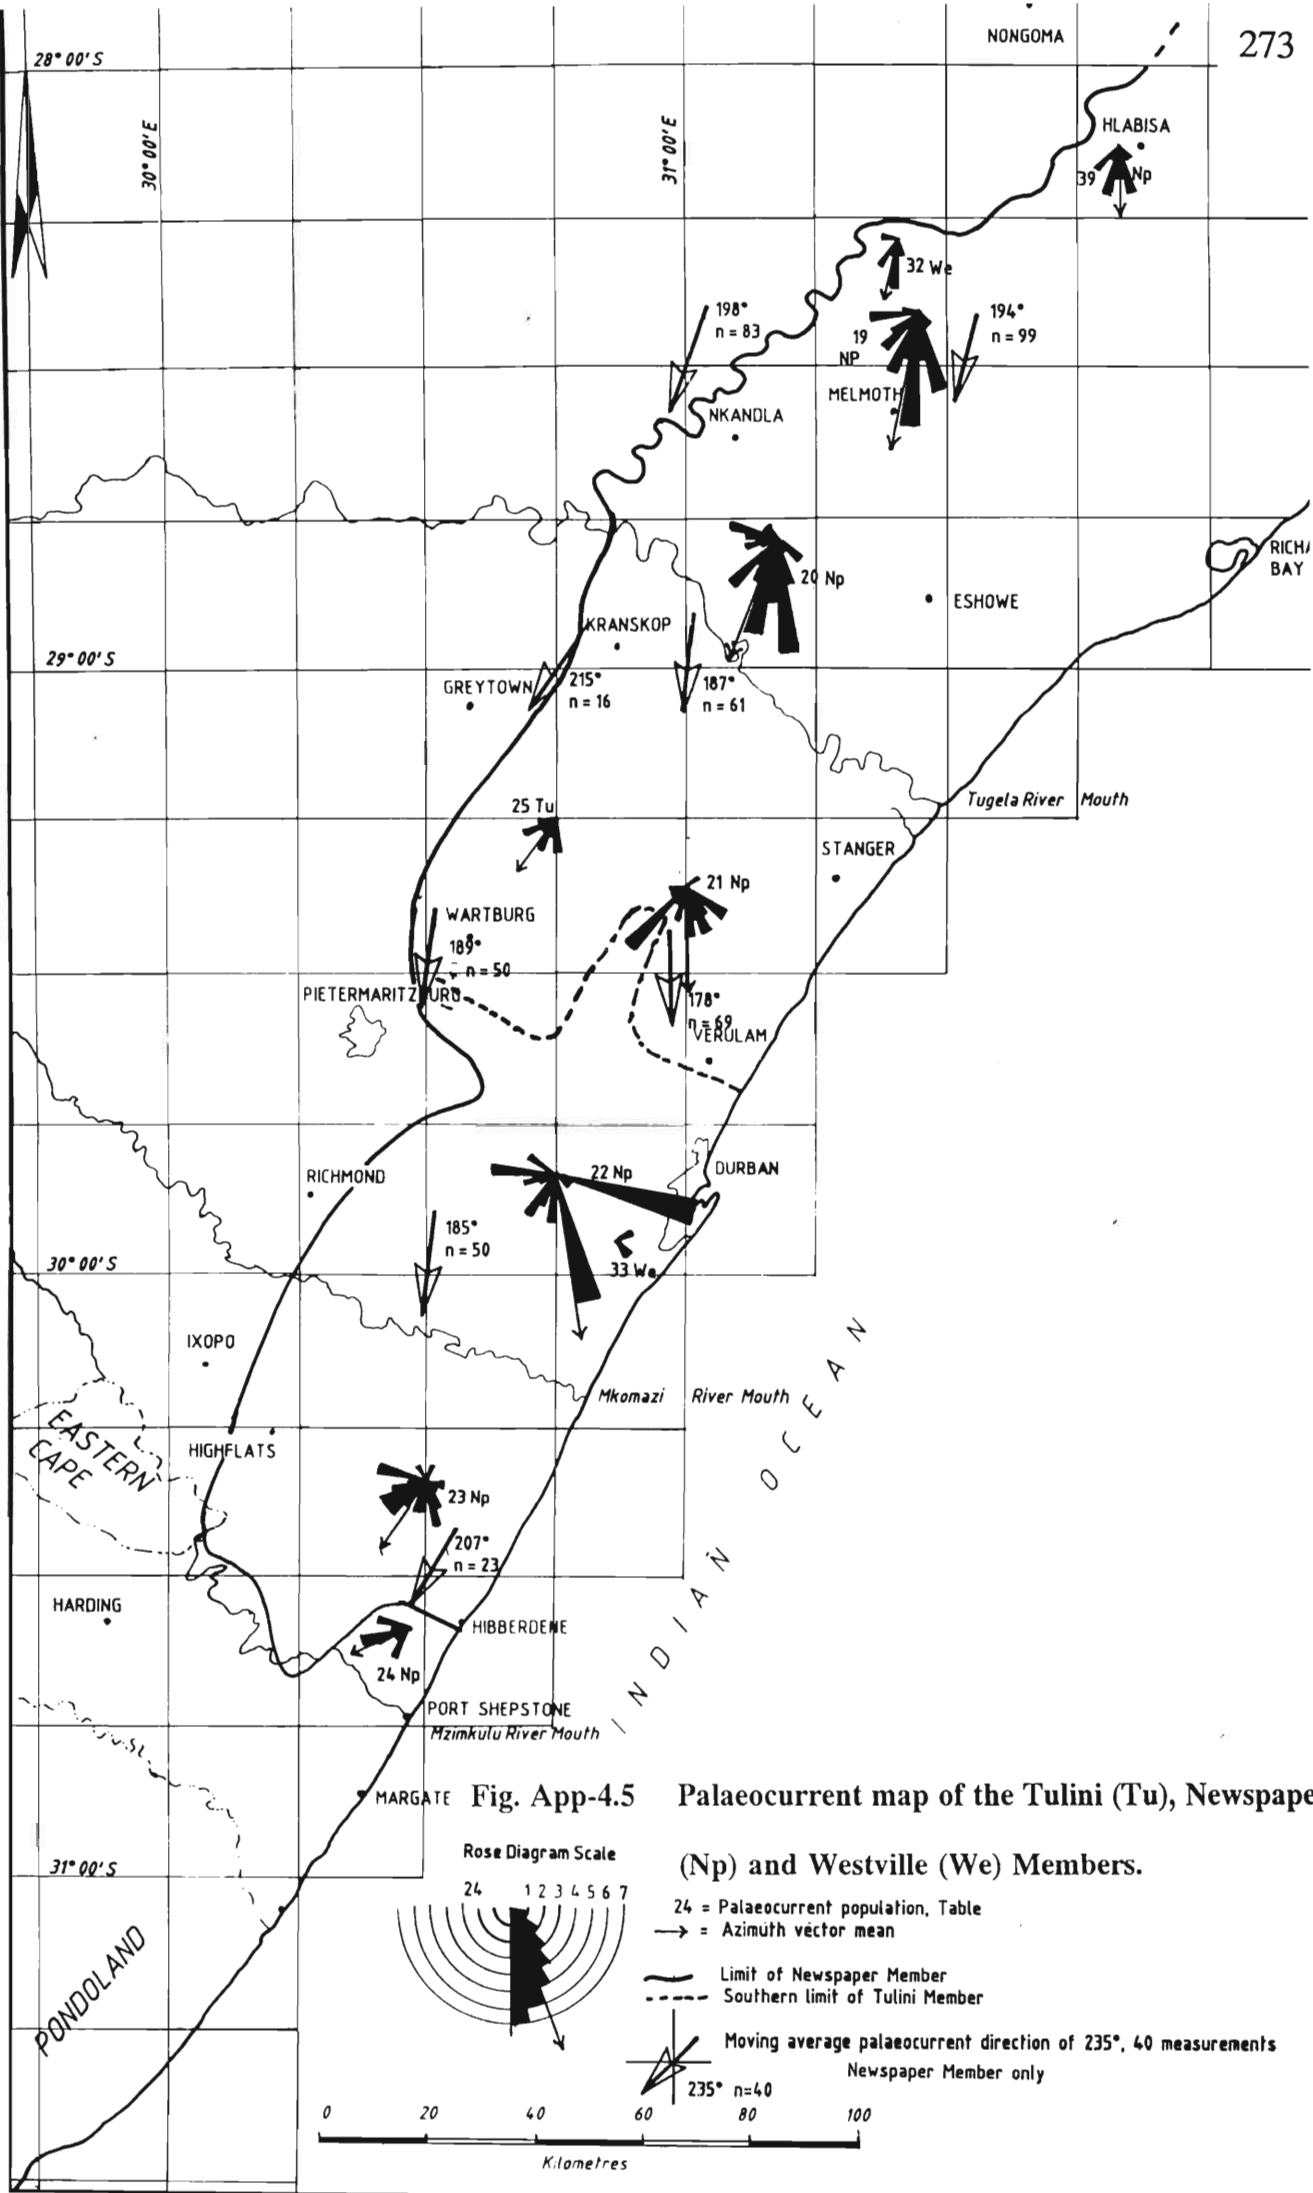 273
NONGOMA
28° 00' S
30° 00' E
31° 00' E
HLABISA
39
Np
32 We
198°
n = 83
194°
n = 99
19
NP
MELMOTH
NKANDLA
20 Np
ESHOWE
RICHA
BAY
KRANSKOP
29° 00' S
GREYTOWN
215°
n = 16
187°
n = 61
Tugela River Mouth
25 Tu
STANGER
21 Np
WARTBURG
189°
n = 50
PIETERMARITZBURG
178°
n = 69
VERULAM
RICHMOND
22 Np
DURBAN
185°
n = 50
33 We
30° 00' S
IXOPO
Mkomazi River Mouth
EASTERN
CAPE
HIGHFLATS
INDIAN OCEAN
23 Np
207°
n = 23
HARDING
HIBBERDENE
24 Np
PORT SHEPSTONE
Mzimkulu River Mouth
MARGATE
Fig. App-4.5 Palaeocurrent map of the Tulini (Tu), Newspape
(Np) and Westville (We) Members.
Rose Diagram Scale
31° 00' S
24 1 2 3 4 5 6 7
24 = Palaeocurrent population, Table
= Azimuth vector mean
PONDOLAND
Limit of Newspaper Member
Southern limit of Tulini Member
Moving average palaeocurrent direction of 235°, 40 measurements
Newspaper Member only
235° n=40
0 20 40 60 80 100
Kilometres